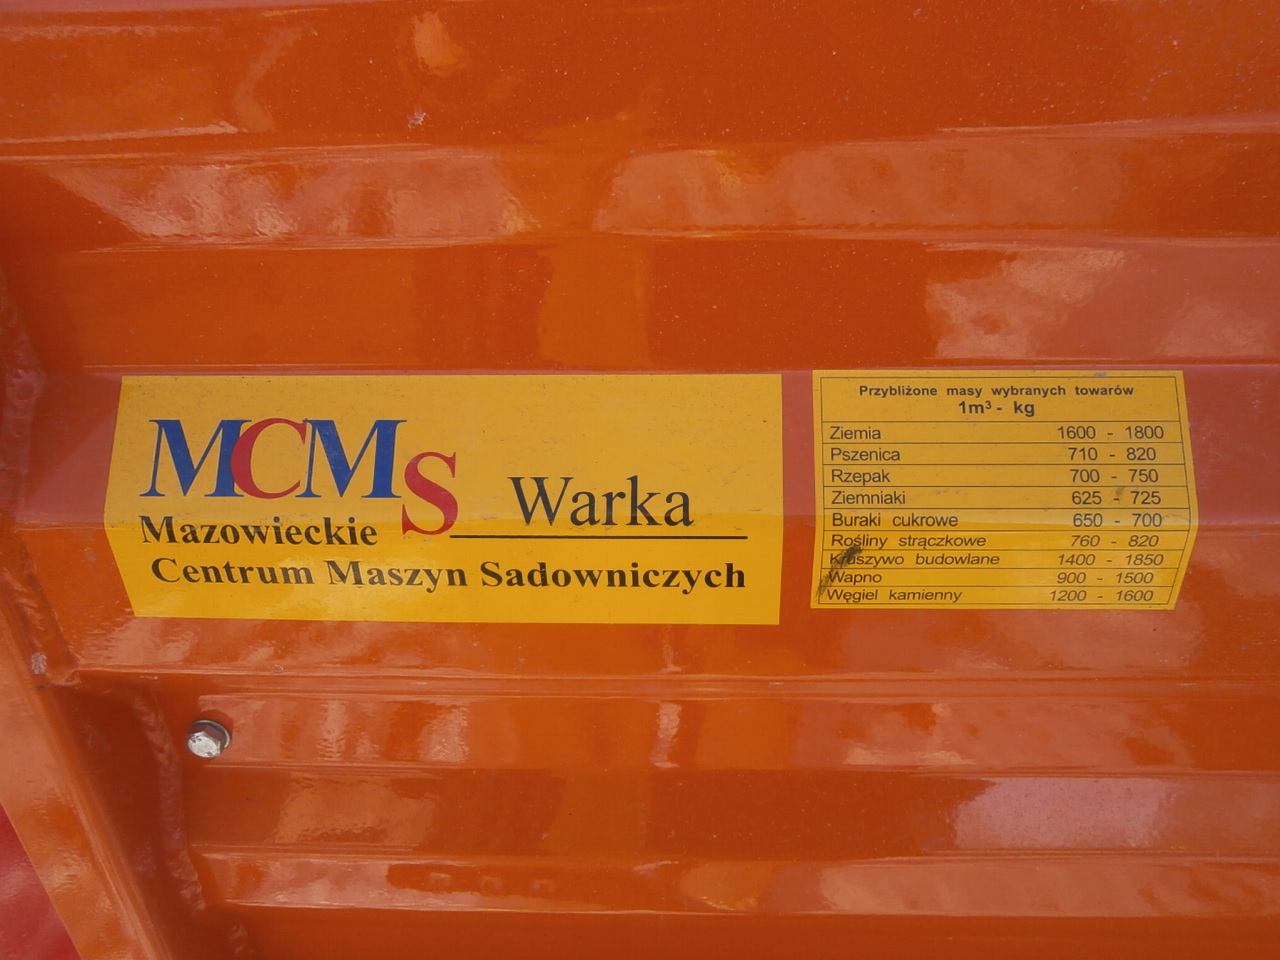 MCMS Warka
Mazowieckie
Centrum Maszyn Sadowniczych
Przybliżone masy wybranych towarów
1m³ - kg
Ziemia 1600 - 1800
Pszenica 710 - 820
Rzepak 700 - 750
Ziemniaki 625 - 725
Buraki cukrowe 650 - 700
Rośliny strączkowe 760 - 820
Kruszywo budowlane 1400 - 1850
Wapno 900 - 1500
Węgiel kamienny 1200 - 1600